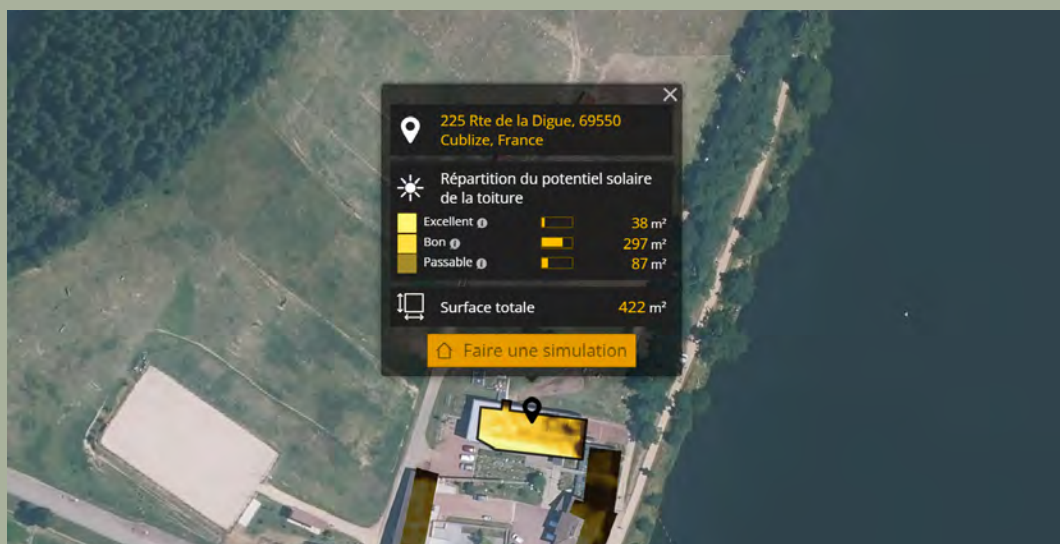 225 Rte de la Digue, 69550
Cublize, France
Répartition du potentiel solaire
de la toiture
Excellent 38 m²
Bon 297 m²
Passable 87 m²
Surface totale 422 m²
Faire une simulation